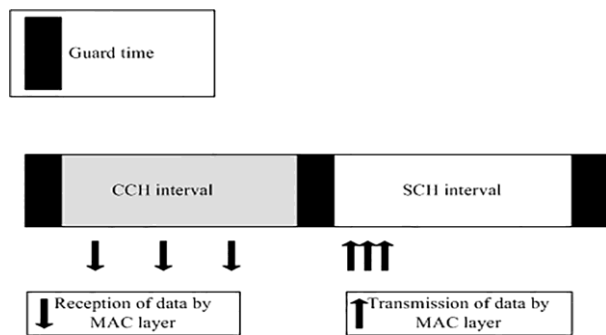 Guard time
CCH interval
SCH interval
Reception of data by
MAC layer
Transmission of data by
MAC layer